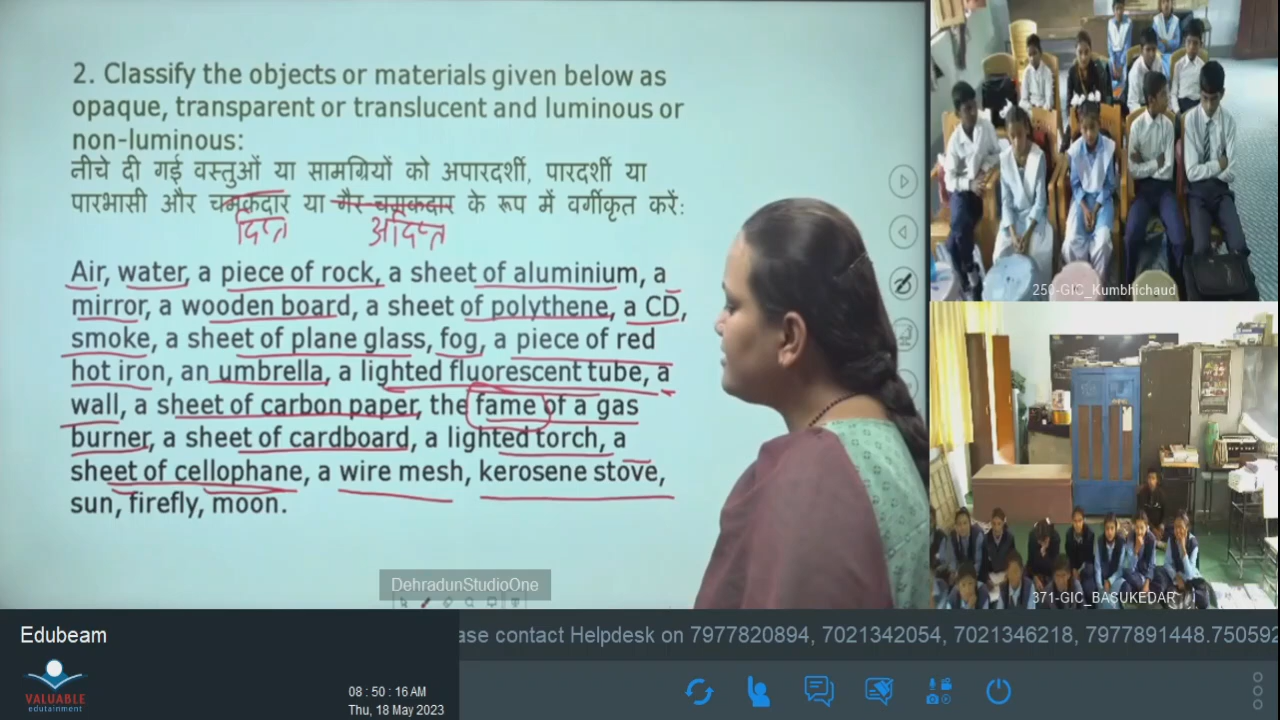 2. Classify the objects or materials given below as
opaque, transparent or translucent and luminous or
non-luminous:
नीचे दी गई वस्तुओं या सामग्रियों को अपारदर्शी, पारदर्शी या
पारभासी और चमकदार या गैर चमकदार के रूप में वर्गीकृत करें:
दिप्त अदिप्त
Air, water, a piece of rock, a sheet of aluminium, a
mirror, a wooden board, a sheet of polythene, a CD,
smoke, a sheet of plane glass, fog, a piece of red
hot iron, an umbrella, a lighted fluorescent tube, a
wall, a sheet of carbon paper, the fame of a gas
burner, a sheet of cardboard, a lighted torch, a
sheet of cellophane, a wire mesh, kerosene stove,
sun, firefly, moon.
DehradunStudioOne
250-GIC_Kumbhichaud
371-GIC_BASUKEDAR
Edubeam
ase contact Helpdesk on 7977820894, 7021342054, 7021346218, 7977891448.750592
VALUABLE
edutainment
08 : 50 : 16 AM
Thu, 18 May 2023